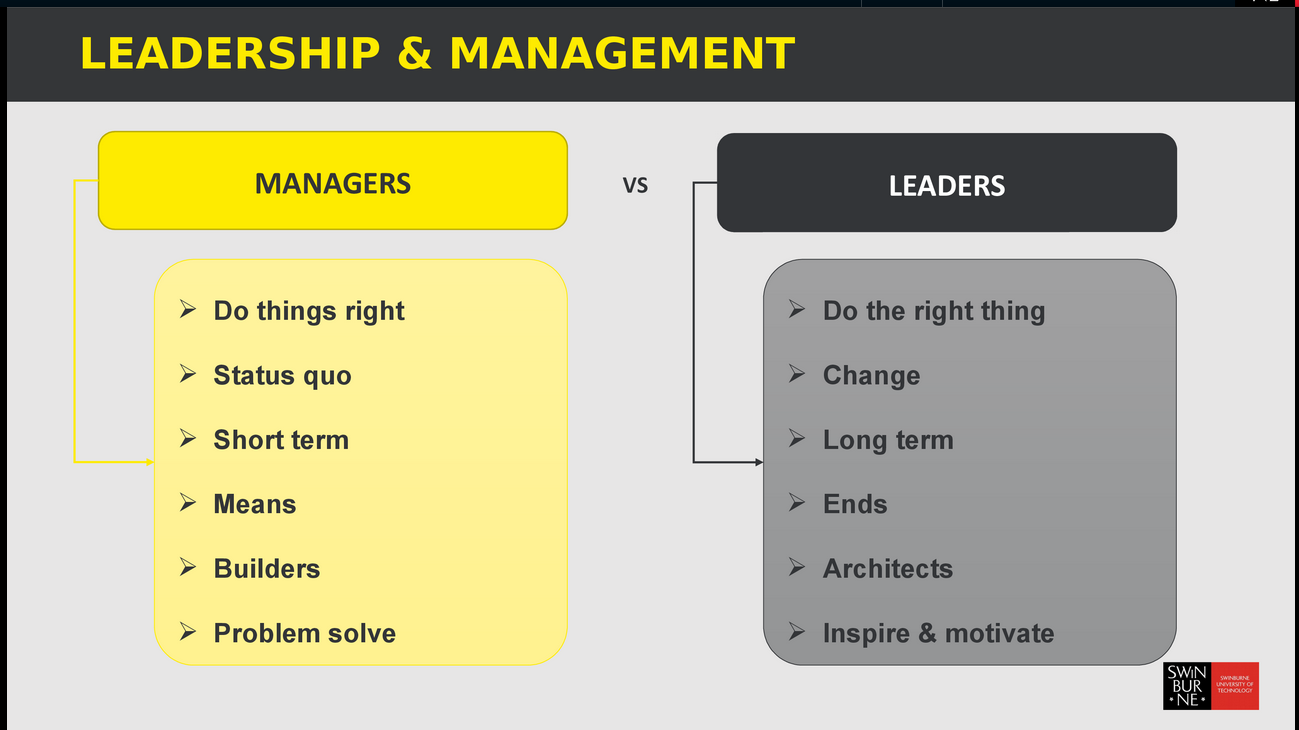 LEADERSHIP & MANAGEMENT
MANAGERS
VS
LEADERS
Do things right
Status quo
Short term
Means
Builders
Problem solve
Do the right thing
Change
Long term
Ends
Architects
Inspire & motivate
SWiN
BUR
NE
SWINBURNE
UNIVERSITY OF
TECHNOLOGY